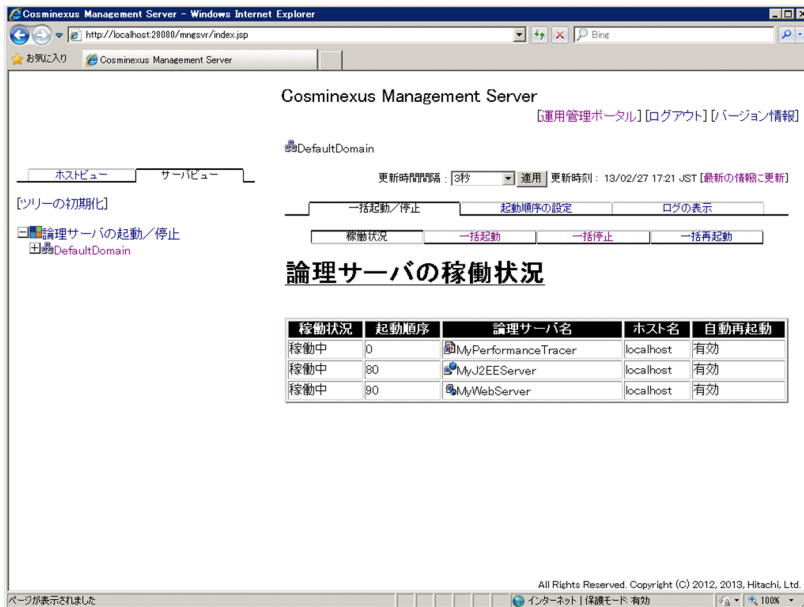 Cosminexus Management Server - Windows Internet Explorer
http://localhost:28080/mngsvr/index.jsp
Bing
お気に入り
Cosminexus Management Server
Cosminexus Management Server
[運用管理ポータル] [ログアウト] [バージョン情報]
DefaultDomain
更新時間間隔 : 3秒 適用 更新時刻 : 13/02/27 17:21 JST [最新の情報に更新]
ホストビュー サーバビュー
[ツリーの初期化]
論理サーバの起動／停止
DefaultDomain
一括起動／停止 起動順序の設定 ログの表示
稼働状況 一括起動 一括停止 一括再起動
論理サーバの稼働状況
稼働状況 起動順序 論理サーバ名 ホスト名 自動再起動
稼働中 0 MyPerformanceTracer localhost 有効
稼働中 80 MyJ2EEServer localhost 有効
稼働中 90 MyWebServer localhost 有効
All Rights Reserved. Copyright (C) 2012, 2013, Hitachi, Ltd.
ページが表示されました
インターネット | 保護モード: 有効
100%